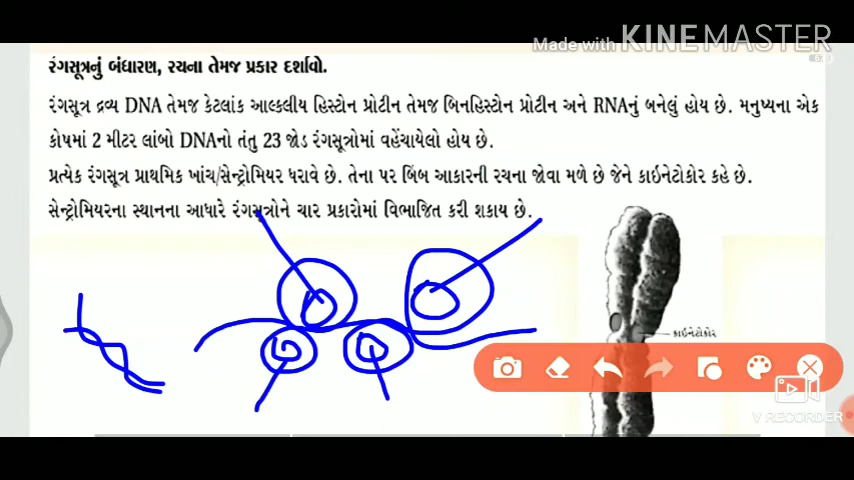 Made with KINEMASTER
રંગસૂત્રનું બંધારણ, રચના તેમજ પ્રકાર દર્શાવો.
રંગસૂત્ર દ્રવ્ય DNA તેમજ કેટલાંક આલ્કલીય હિસ્ટોન પ્રોટીન તેમજ બિનહિસ્ટોન પ્રોટીન અને RNAનું બનેલું હોય છે. મનુષ્યના એક
કોષમાં 2 મીટર લાંબો DNAનો તંતુ 23 જોડ રંગસૂત્રોમાં વહેંચાયેલો હોય છે.
પ્રત્યેક રંગસૂત્ર પ્રાથમિક ખાંચ/સેન્ટ્રોમિયર ધરાવે છે. તેના પર બિંબ આકારની રચના જોવા મળે છે જેને કાઇનેટોકોર કહે છે.
સેન્ટ્રોમિયરના સ્થાનના આધારે રંગસૂત્રોને ચાર પ્રકારોમાં વિભાજિત કરી શકાય છે.
કાઇનેટોકોર
V RECORDER